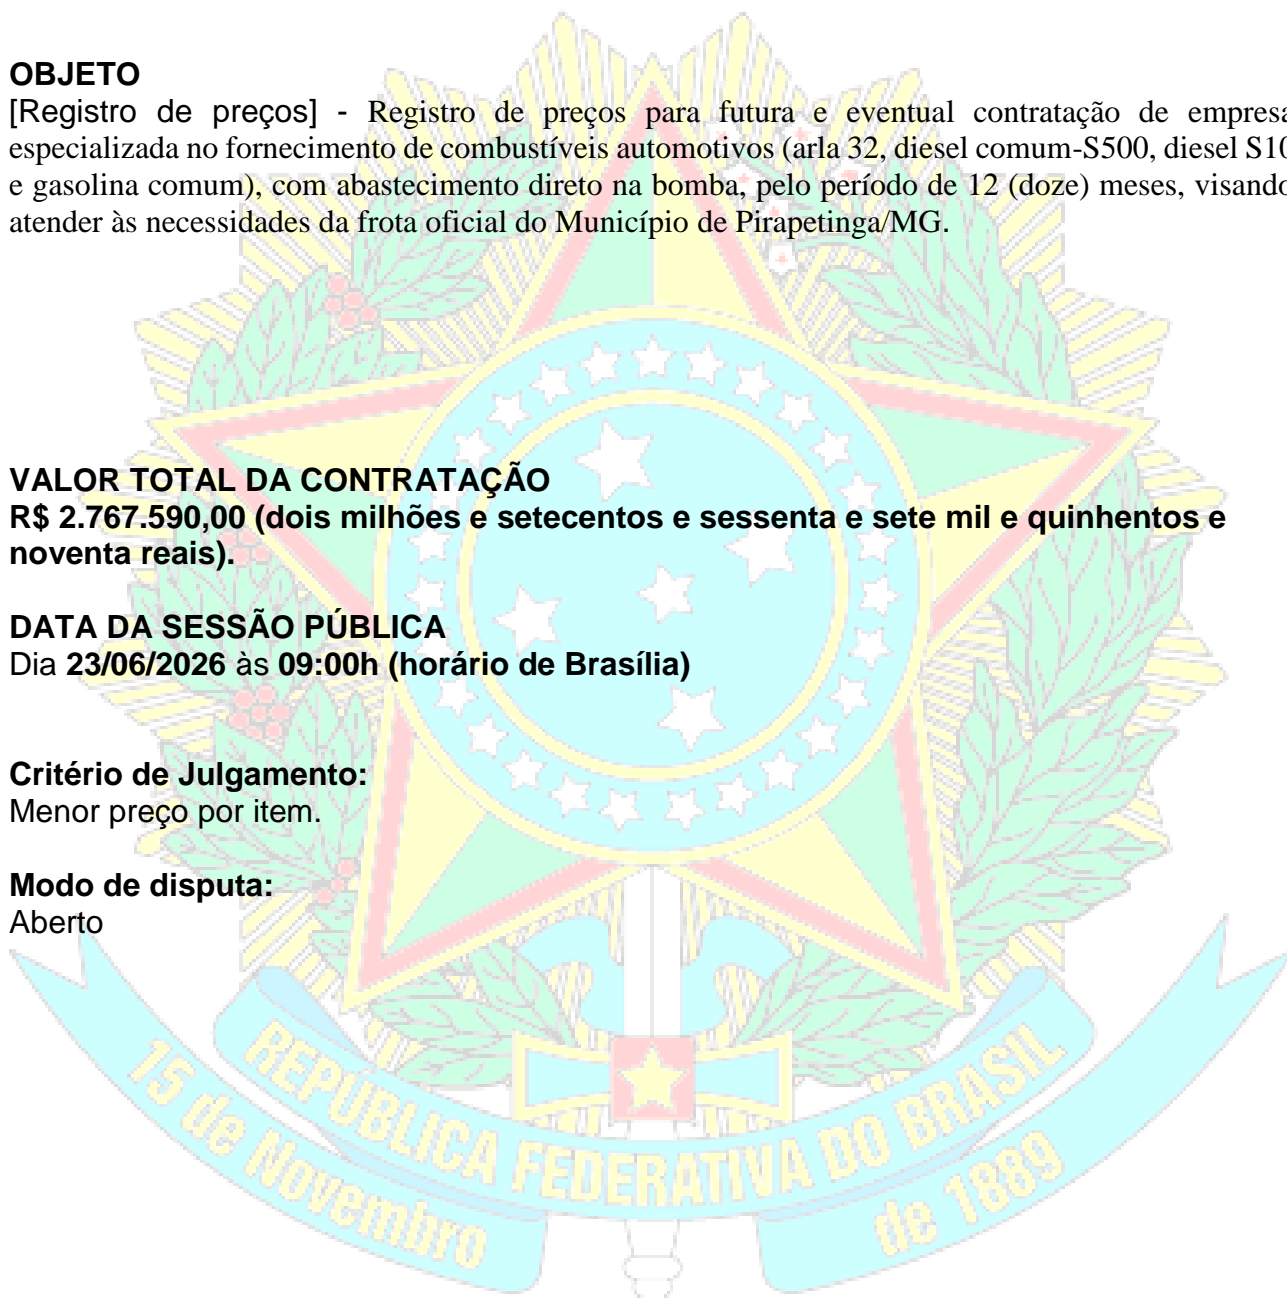 OBJETO
[Registro de preços] - Registro de preços para futura e eventual contratação de empresa
especializada no fornecimento de combustíveis automotivos (arla 32, diesel comum-S500, diesel S10
e gasolina comum), com abastecimento direto na bomba, pelo período de 12 (doze) meses, visando
atender às necessidades da frota oficial do Município de Pirapetinga/MG.
VALOR TOTAL DA CONTRATAÇÃO
R$ 2.767.590,00 (dois milhões e setecentos e sessenta e sete mil e quinhentos e
noventa reais).
DATA DA SESSÃO PÚBLICA
Dia 23/06/2026 às 09:00h (horário de Brasília)
Critério de Julgamento:
Menor preço por item.
Modo de disputa:
Aberto
REPÚBLICA FEDERATIVA DO BRASIL
15 de Novembro
de 1889